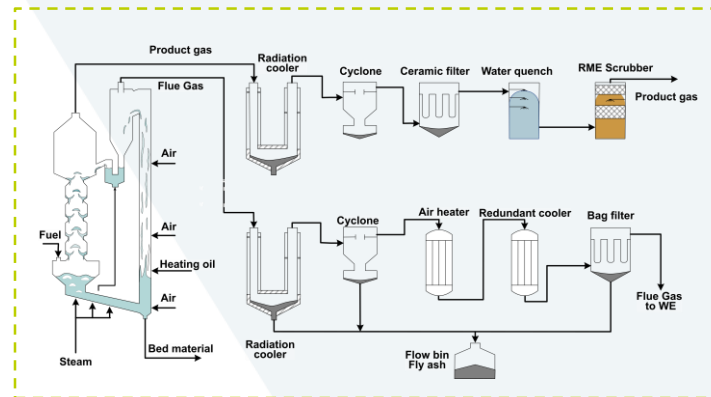 Product gas
Radiation
cooler
Cyclone
Ceramic filter
Water quench
RME Scrubber
Flue Gas
Product gas
Air
Air
Fuel
Heating oil
Air
Steam
Bed material
Cyclone
Air heater
Redundant cooler
Bag filter
Flue Gas
to WE
Radiation
cooler
Flow bin
Fly ash